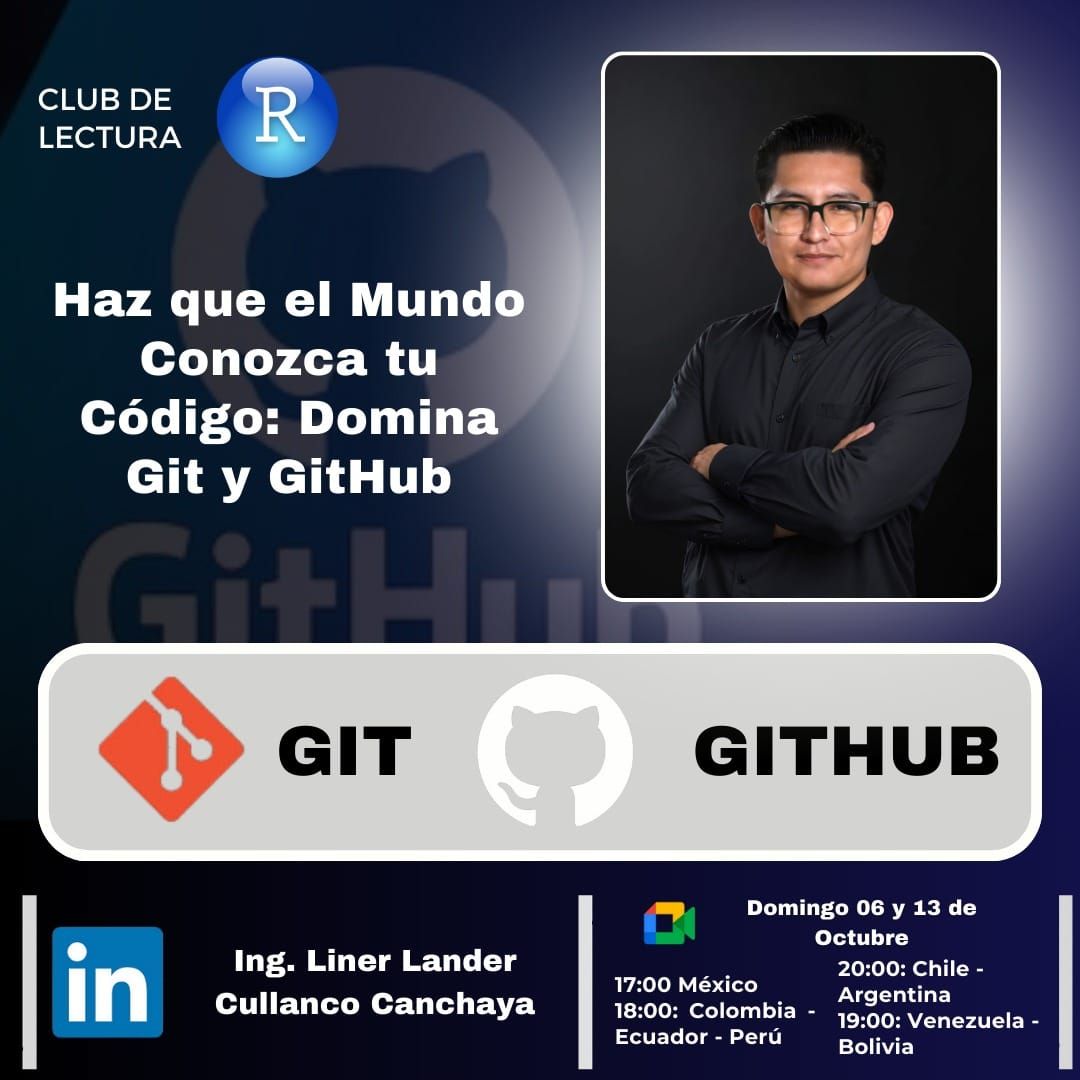 CLUB DE
LECTURA
R
Haz que el Mundo
Conozca tu
Código: Domina
Git y GitHub
GitHub
GIT
GITHUB
in
Ing. Liner Lander
Cullanco Canchaya
Domingo 06 y 13 de
Octubre
17:00 México
18:00: Colombia -
Ecuador - Perú
20:00: Chile -
Argentina
19:00: Venezuela -
Bolivia